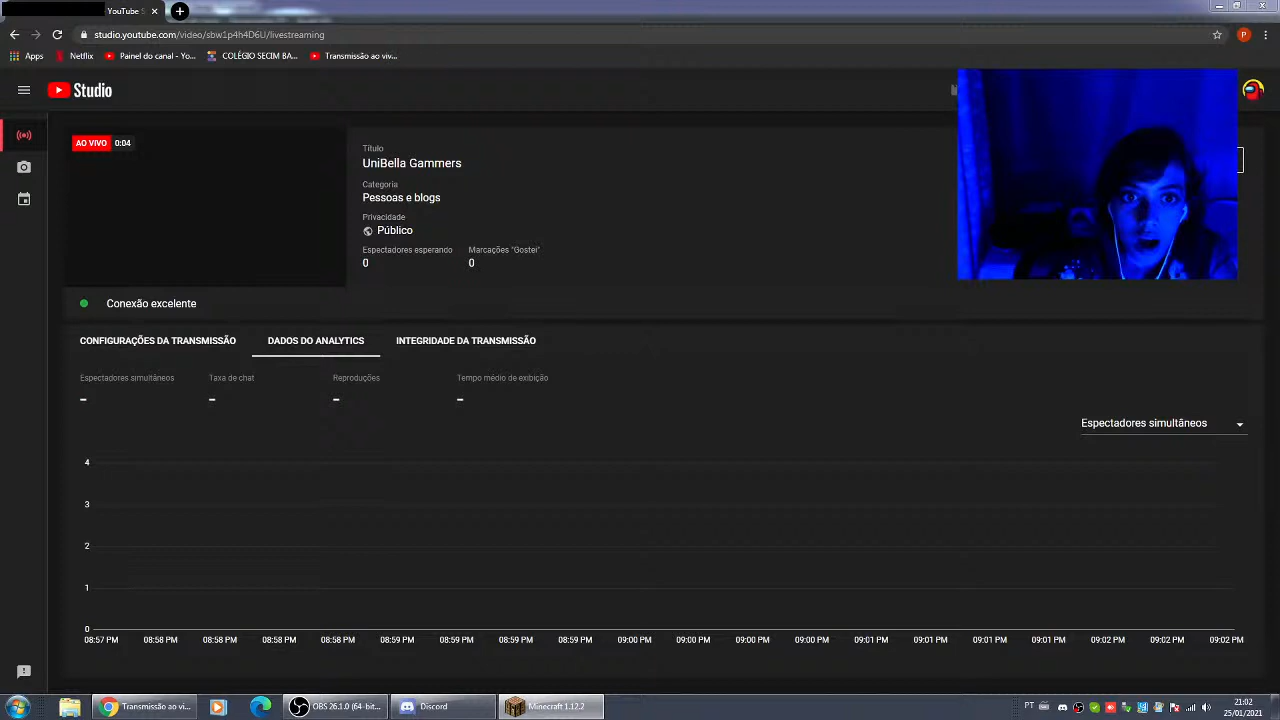 YouTube S
studio.youtube.com/video/sbw1p4h4D6U/livestreaming
P
Apps Netflix Painel do canal - Yo... COLÉGIO SECIM BA... Transmissão ao viv...
Studio
AO VIVO 0:04
Título
UniBella Gammers
Categoria
Pessoas e blogs
Privacidade
Público
Espectadores esperando Marcações "Gostei"
0 0
Conexão excelente
CONFIGURAÇÕES DA TRANSMISSÃO DADOS DO ANALYTICS INTEGRIDADE DA TRANSMISSÃO
Espectadores simultâneos Taxa de chat Reproduções Tempo médio de exibição
– – – –
Espectadores simultâneos
4
3
2
1
0
08:57 PM 08:58 PM 08:58 PM 08:58 PM 08:58 PM 08:59 PM 08:59 PM 08:59 PM 08:59 PM 09:00 PM 09:00 PM 09:00 PM 09:00 PM 09:01 PM 09:01 PM 09:01 PM 09:01 PM 09:02 PM 09:02 PM 09:02 PM
Transmissão ao vi... OBS 26.1.0 (64-bit... Discord Minecraft 1.12.2 PT 21:02
25/01/2021